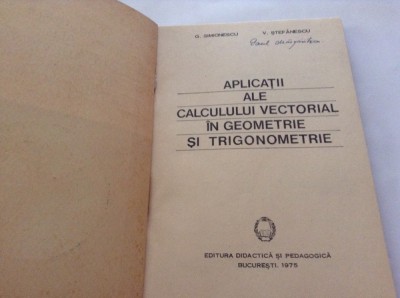 G. SIMIONESCU V. ȘTEFĂNESCU
APLICAȚII
ALE
CALCULULUI VECTORIAL
ÎN GEOMETRIE
ȘI TRIGONOMETRIE
EDITURA DIDACTICĂ ȘI PEDAGOGICĂ
BUCUREȘTI, 1975